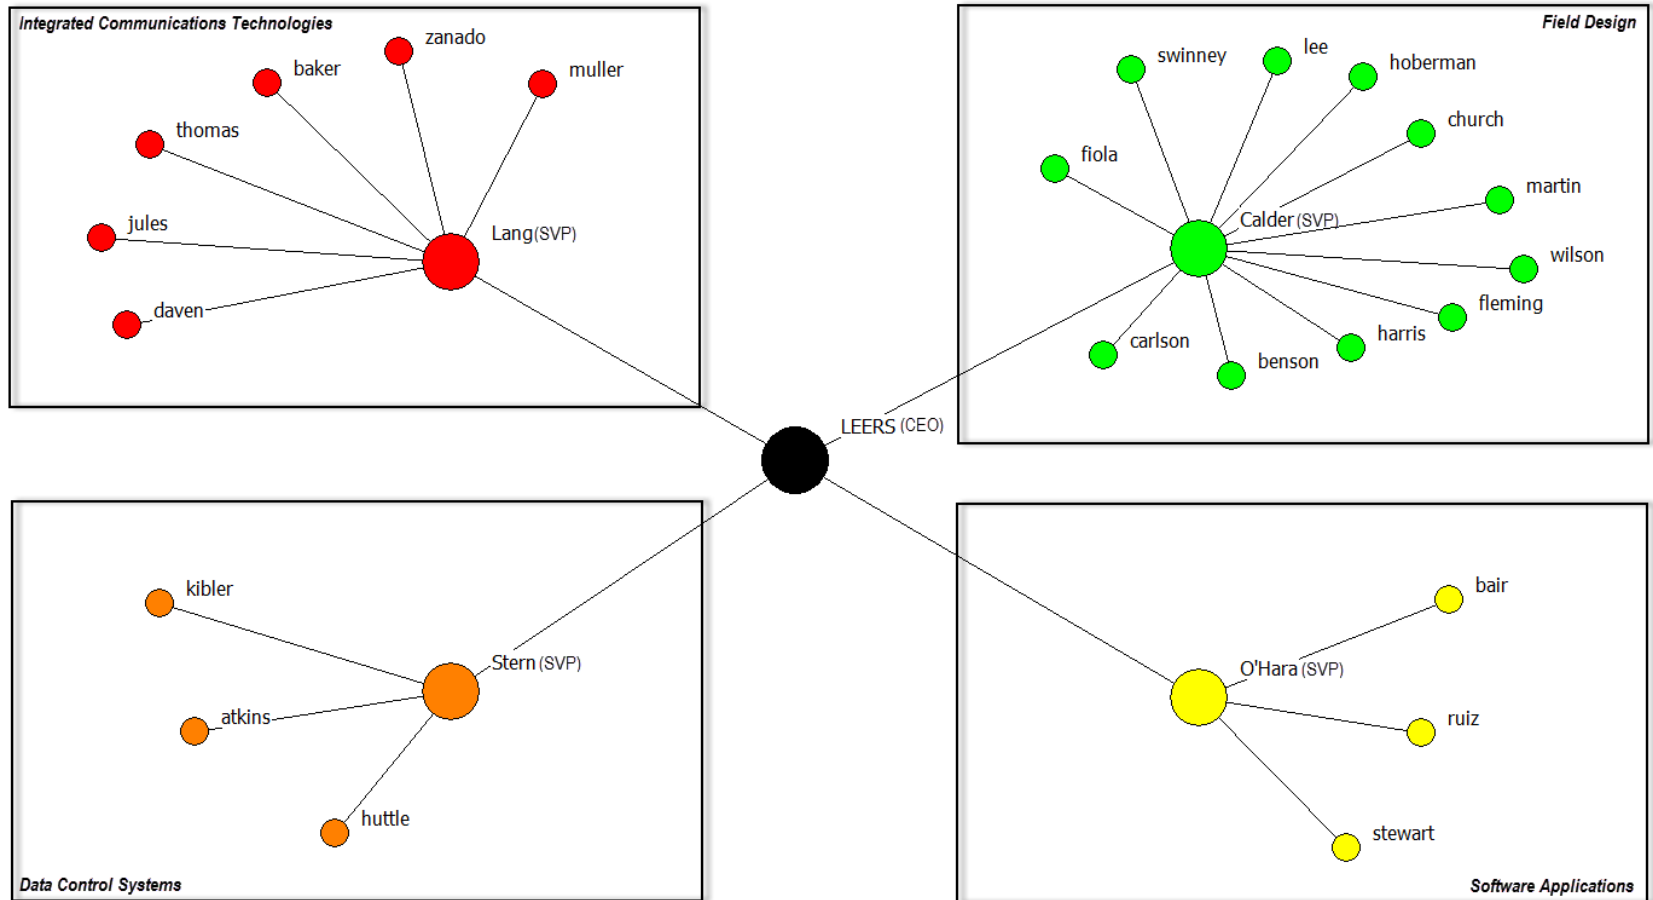 Integrated Communications Technologies
zanado
baker
muller
thomas
jules
Lang(SVP)
daven
Field Design
lee
swinney
hoberman
church
fiola
martin
Calder(SVP)
wilson
fleming
harris
carlson
benson
LEERS (CEO)
kibler
Stern(SVP)
atkins
huttle
Data Control Systems
bair
O'Hara(SVP)
ruiz
stewart
Software Applications